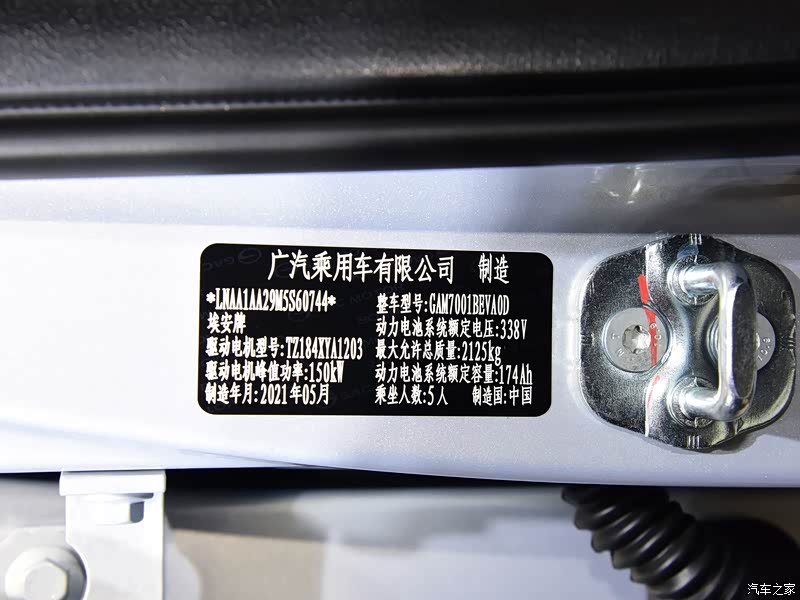 广汽乘用车有限公司 制造
*LNAA1AA29M5S60744*
整车型号:GAM7001BEVA0D
埃安牌
动力电池系统额定电压:338V
驱动电机型号:TZ184XYA1203
最大允许总质量:2125kg
驱动电机峰值功率:150kW
动力电池系统额定容量:174Ah
制造年月:2021年05月
乘坐人数:5人 制造国:中国
汽车之家